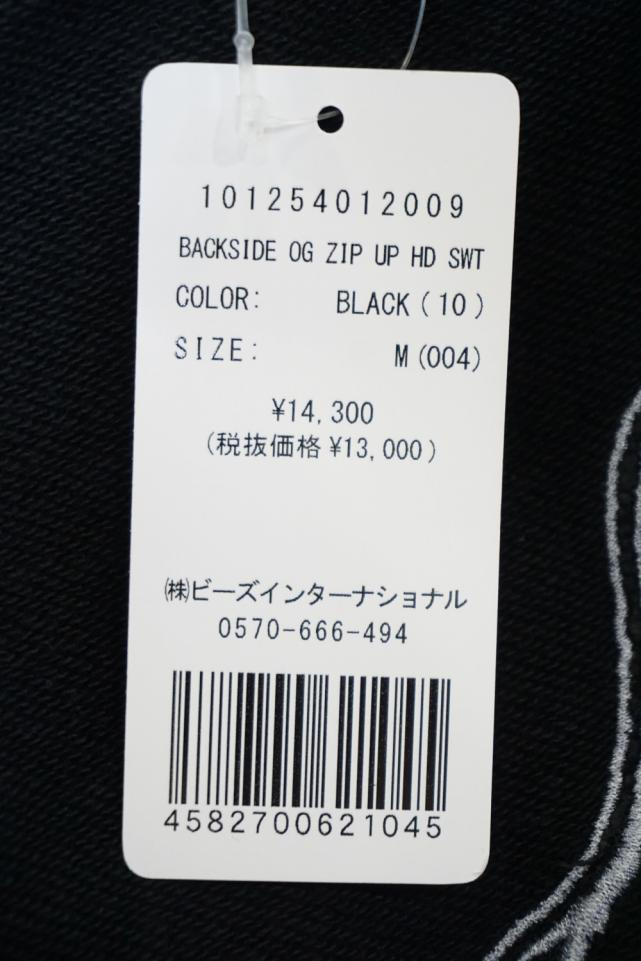 101254012009
BACKSIDE OG ZIP UP HD SWT
COLOR: BLACK(10)
SIZE: M(004)
¥14,300
(税抜価格¥13,000)
㈱ビーズインターナショナル
0570-666-494
4582700621045